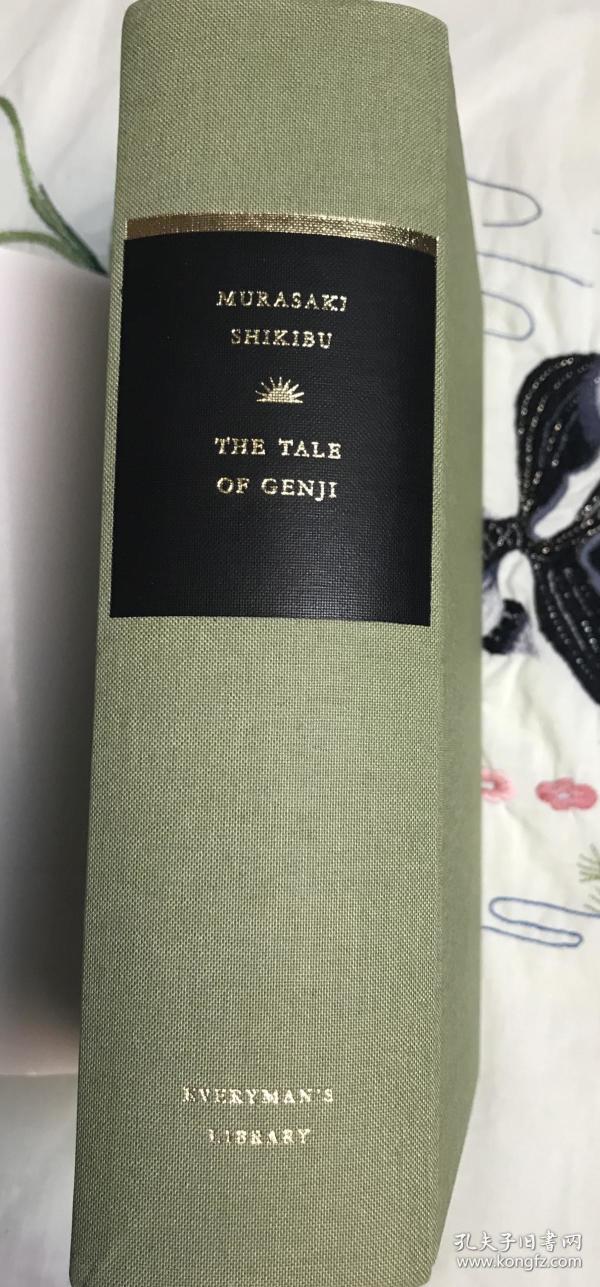 MURASAKI
SHIKIBU
THE TALE
OF GENJI
EVERYMAN'S
LIBRARY
孔夫子旧书网
www.kongfz.com